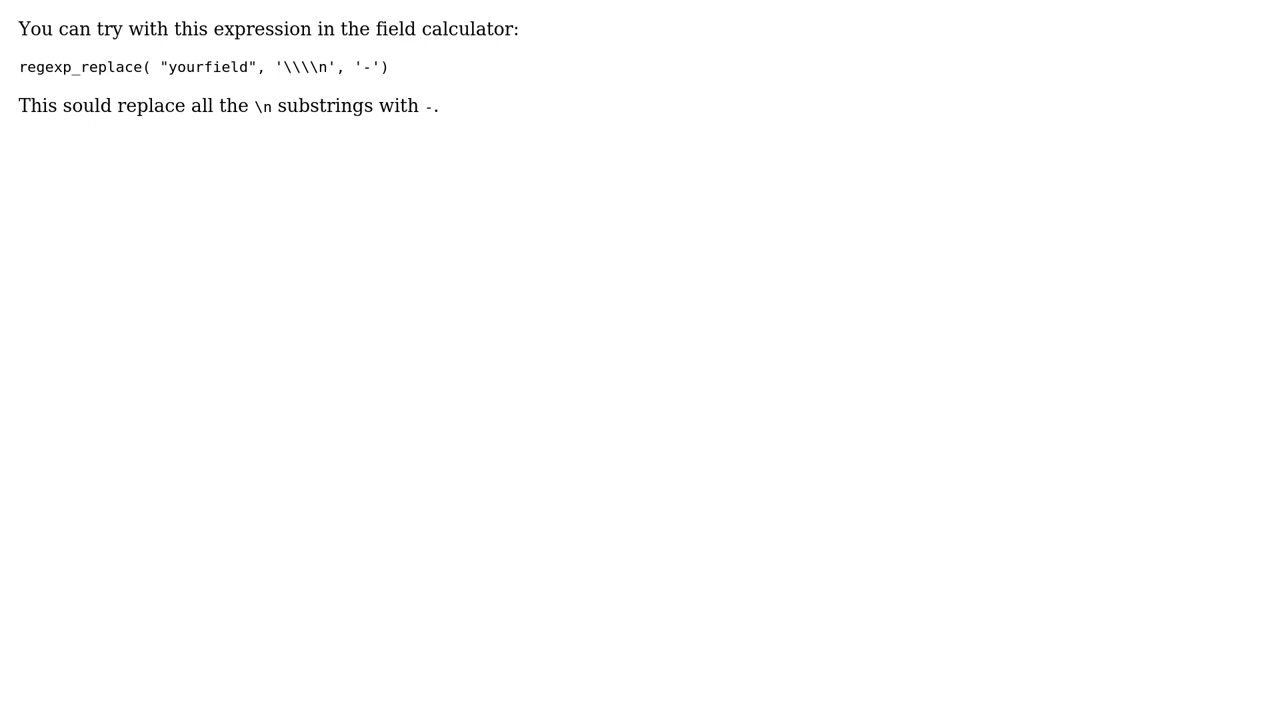 You can try with this expression in the field calculator:
regexp_replace( "yourfield", '\\\\n', '-')
This sould replace all the \n substrings with -.